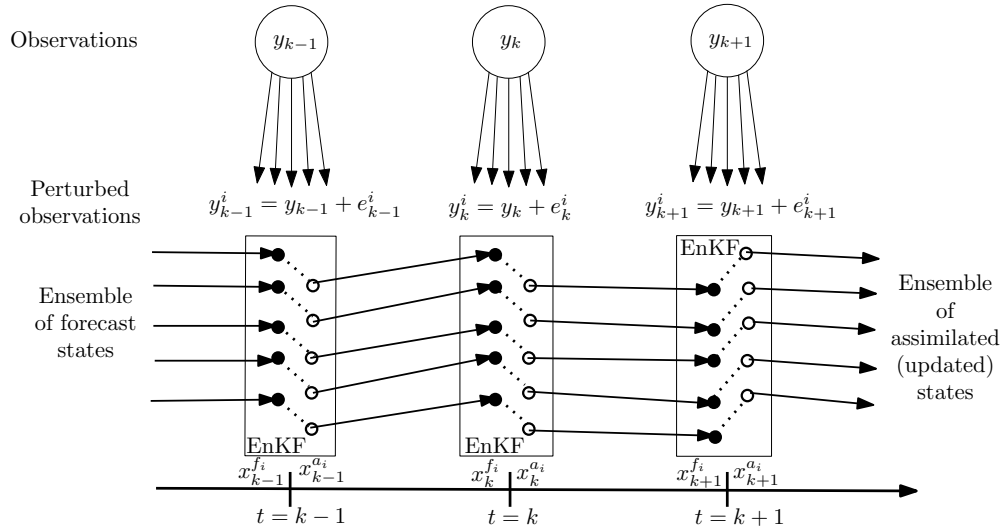 Observations
y_{k−1}
y_k
y_{k+1}
Perturbed
observations
y^i_{k−1} = y_{k−1} + e^i_{k−1}
y^i_k = y_k + e^i_k
y^i_{k+1} = y_{k+1} + e^i_{k+1}
Ensemble
of forecast
states
EnKF
EnKF
EnKF
Ensemble
of
assimilated
(updated)
states
x^{f_i}_{k−1} x^{a_i}_{k−1}
x^{f_i}_k x^{a_i}_k
x^{f_i}_{k+1} x^{a_i}_{k+1}
t = k − 1
t = k
t = k + 1